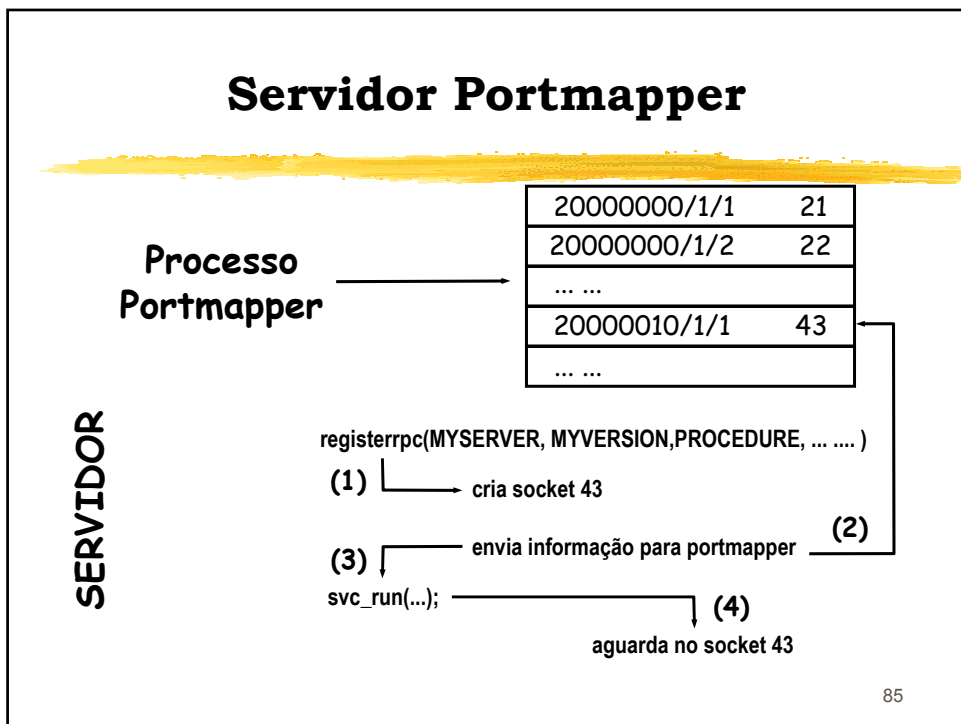 Servidor Portmapper
20000000/1/1 21
20000000/1/2 22
... ...
20000010/1/1 43
... ...
Processo
Portmapper
SERVIDOR
registerrpc(MYSERVER, MYVERSION,PROCEDURE, ... .... )
(1)
cria socket 43
(2)
envia informação para portmapper
(3)
svc_run(...);
(4)
aguarda no socket 43
85